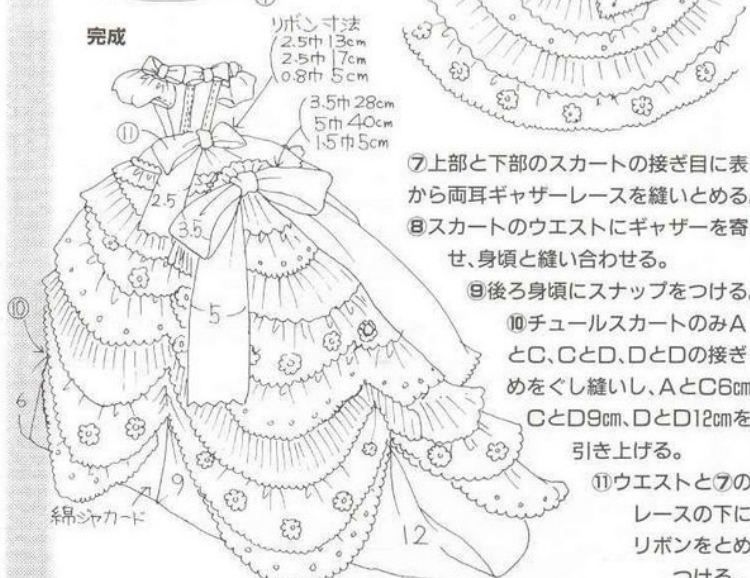 完成
リボン寸法
2.5巾 13cm
2.5巾 17cm
0.8巾 5cm
3.5巾 28cm
5巾 40cm
1.5巾 5cm
⑪
2.5
3.5
5
⑩
6
9
12
綿ジャカード
⑦上部と下部のスカートの接ぎ目に表
から両耳ギャザーレースを縫いとめる。
⑧スカートのウエストにギャザーを寄
せ、身頃と縫い合わせる。
⑨後ろ身頃にスナップをつける。
⑩チュールスカートのみA
とC、CとD、DとDの接ぎ
めをぐし縫いし、AとC6cm
CとD9cm、DとD12cmを
引き上げる。
⑪ウエストと⑦の
レースの下に
リボンをとめ
つける。